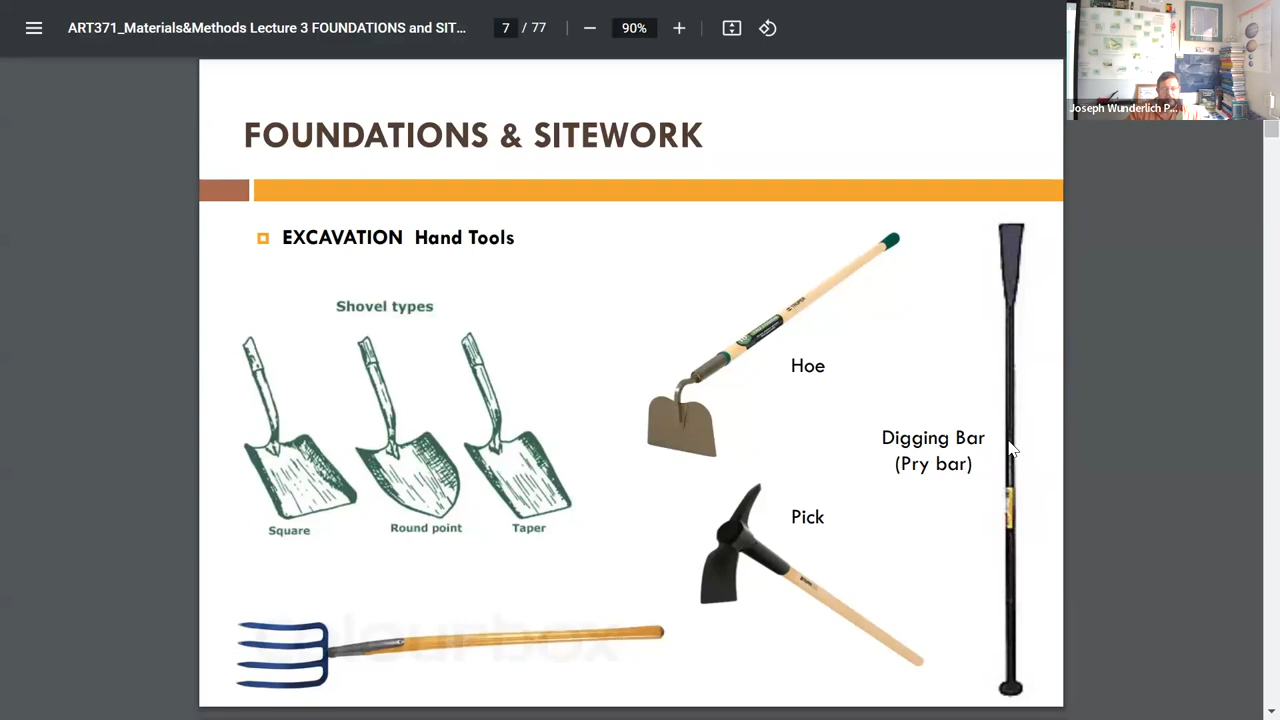 ART371_Materials&Methods Lecture 3 FOUNDATIONS and SIT...
7 / 77
90%
Joseph Wunderlich P...
FOUNDATIONS & SITEWORK
EXCAVATION Hand Tools
Shovel types
Square
Round point
Taper
Hoe
Digging Bar
(Pry bar)
Pick